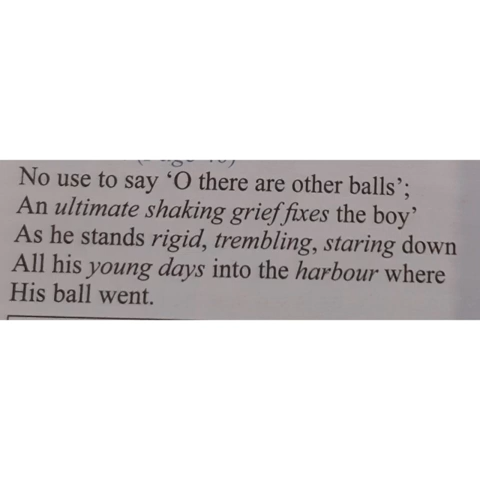 No use to say ‘O there are other balls’;
An ultimate shaking grief fixes the boy’
As he stands rigid, trembling, staring down
All his young days into the harbour where
His ball went.